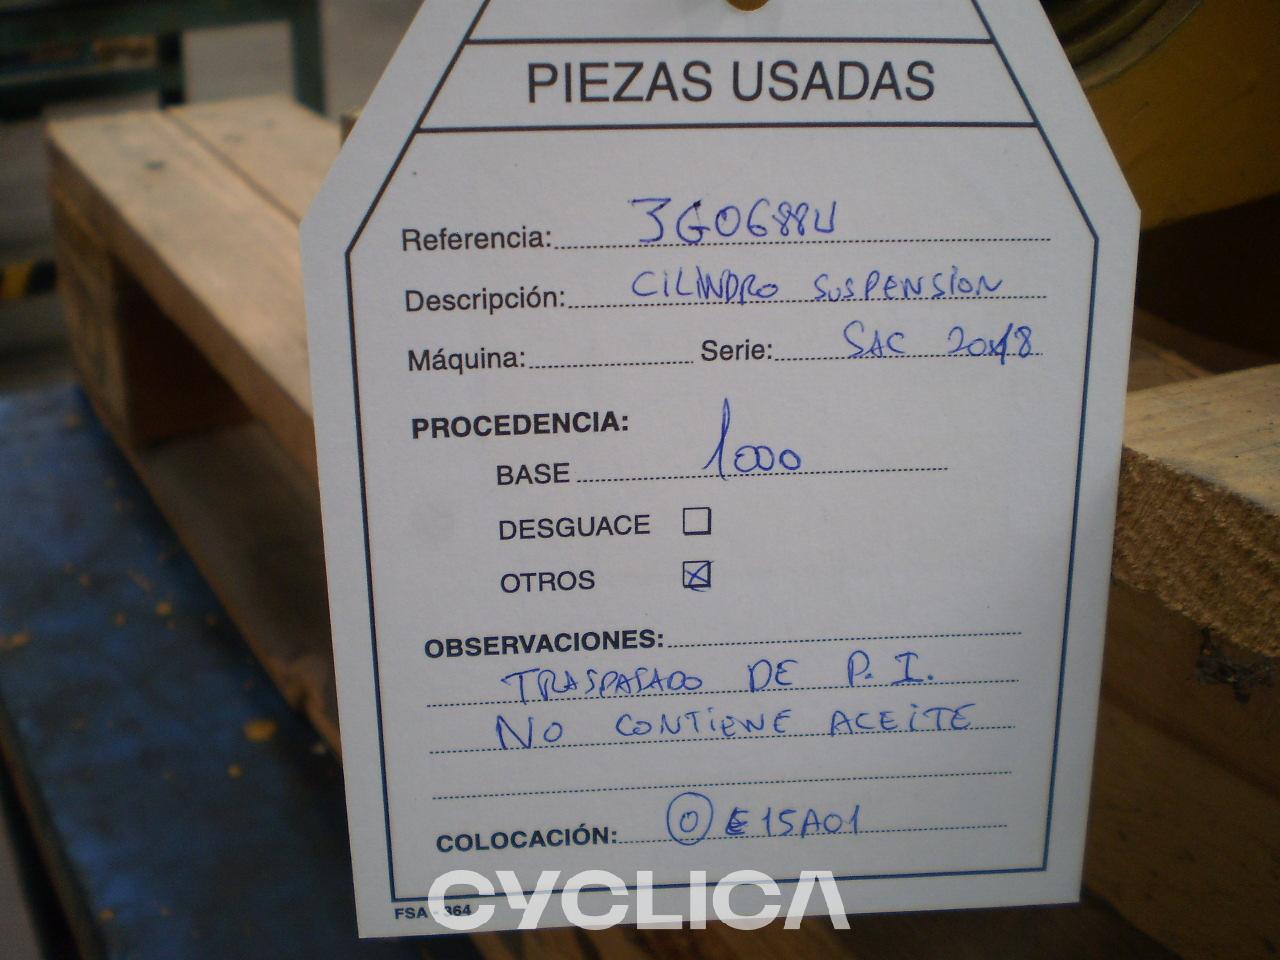 PIEZAS USADAS
Referencia: 3G0688U
Descripción: CILINDRO SUSPENSION
Máquina: Serie: SAC
PROCEDENCIA:
BASE 1000
DESGUACE
OTROS
OBSERVACIONES:
TRASPASADO DE P. I.
NO CONTIENE ACEITE
COLOCACIÓN: O E15A01
FSA - 364
CYCLICA